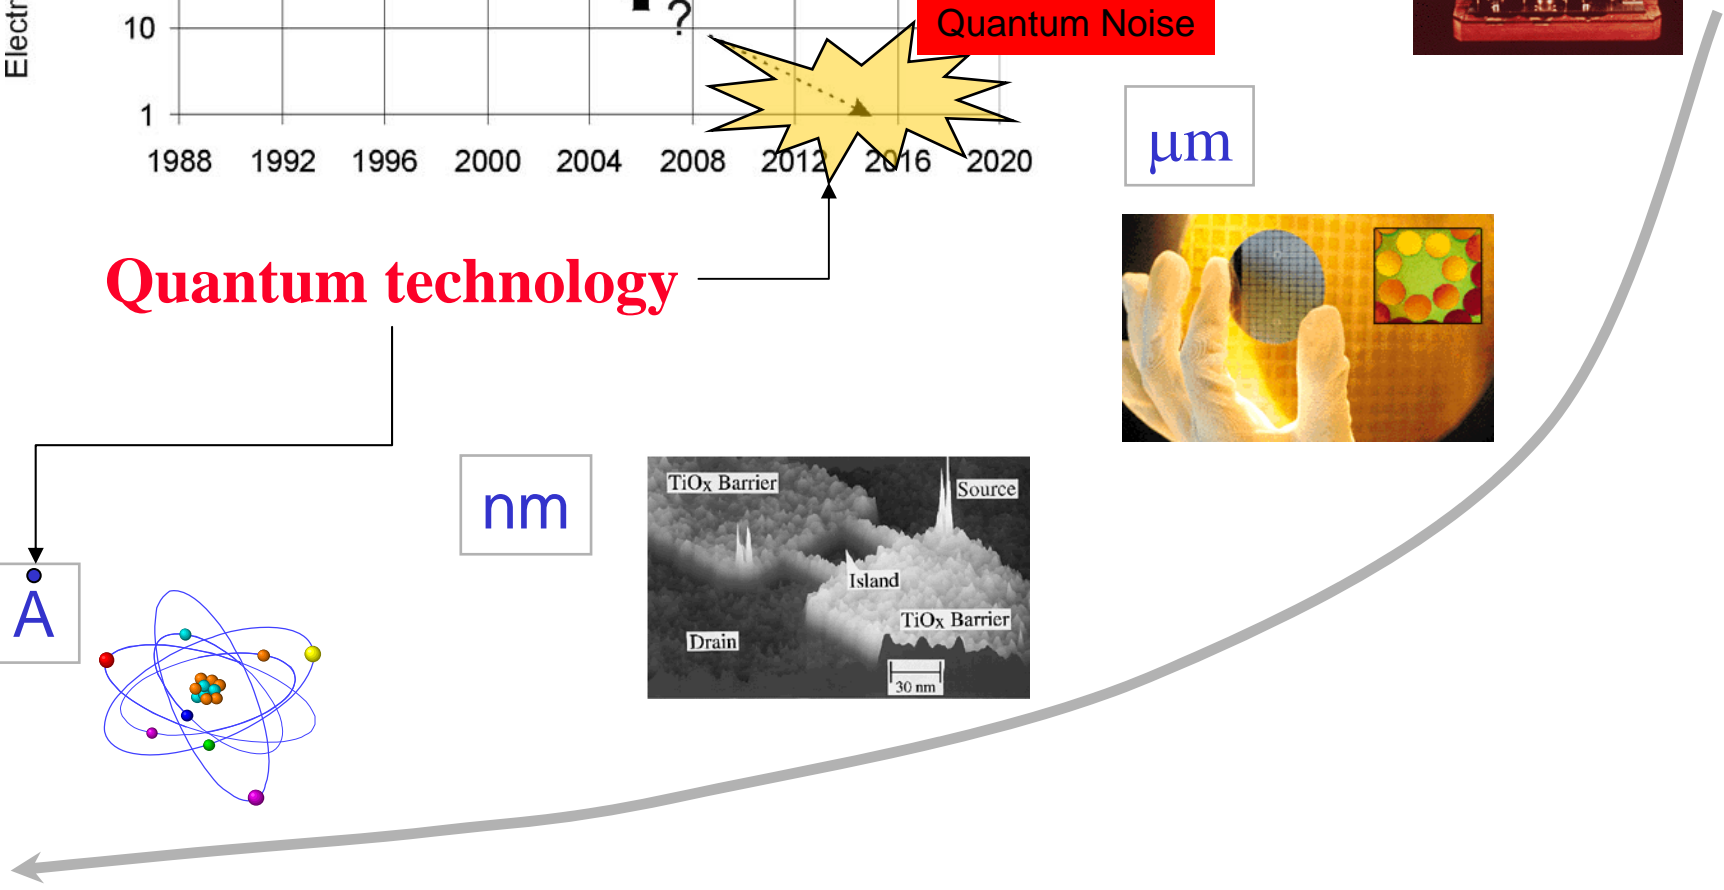 Electr
10
?
Quantum Noise
1
1988 1992 1996 2000 2004 2008 2012 2016 2020
μm
Quantum technology
nm
TiOx Barrier
Source
Island
TiOx Barrier
Drain
30 nm
Å